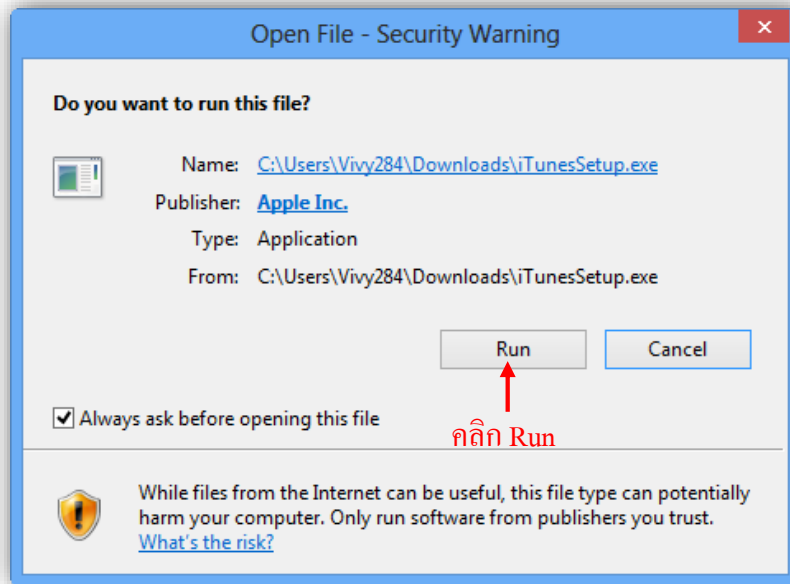 Open File - Security Warning
Do you want to run this file?
Name: C:\Users\Vivy284\Downloads\iTunesSetup.exe
Publisher: Apple Inc.
Type: Application
From: C:\Users\Vivy284\Downloads\iTunesSetup.exe
Run Cancel
Always ask before opening this file
คลิก Run
While files from the Internet can be useful, this file type can potentially
harm your computer. Only run software from publishers you trust.
What's the risk?